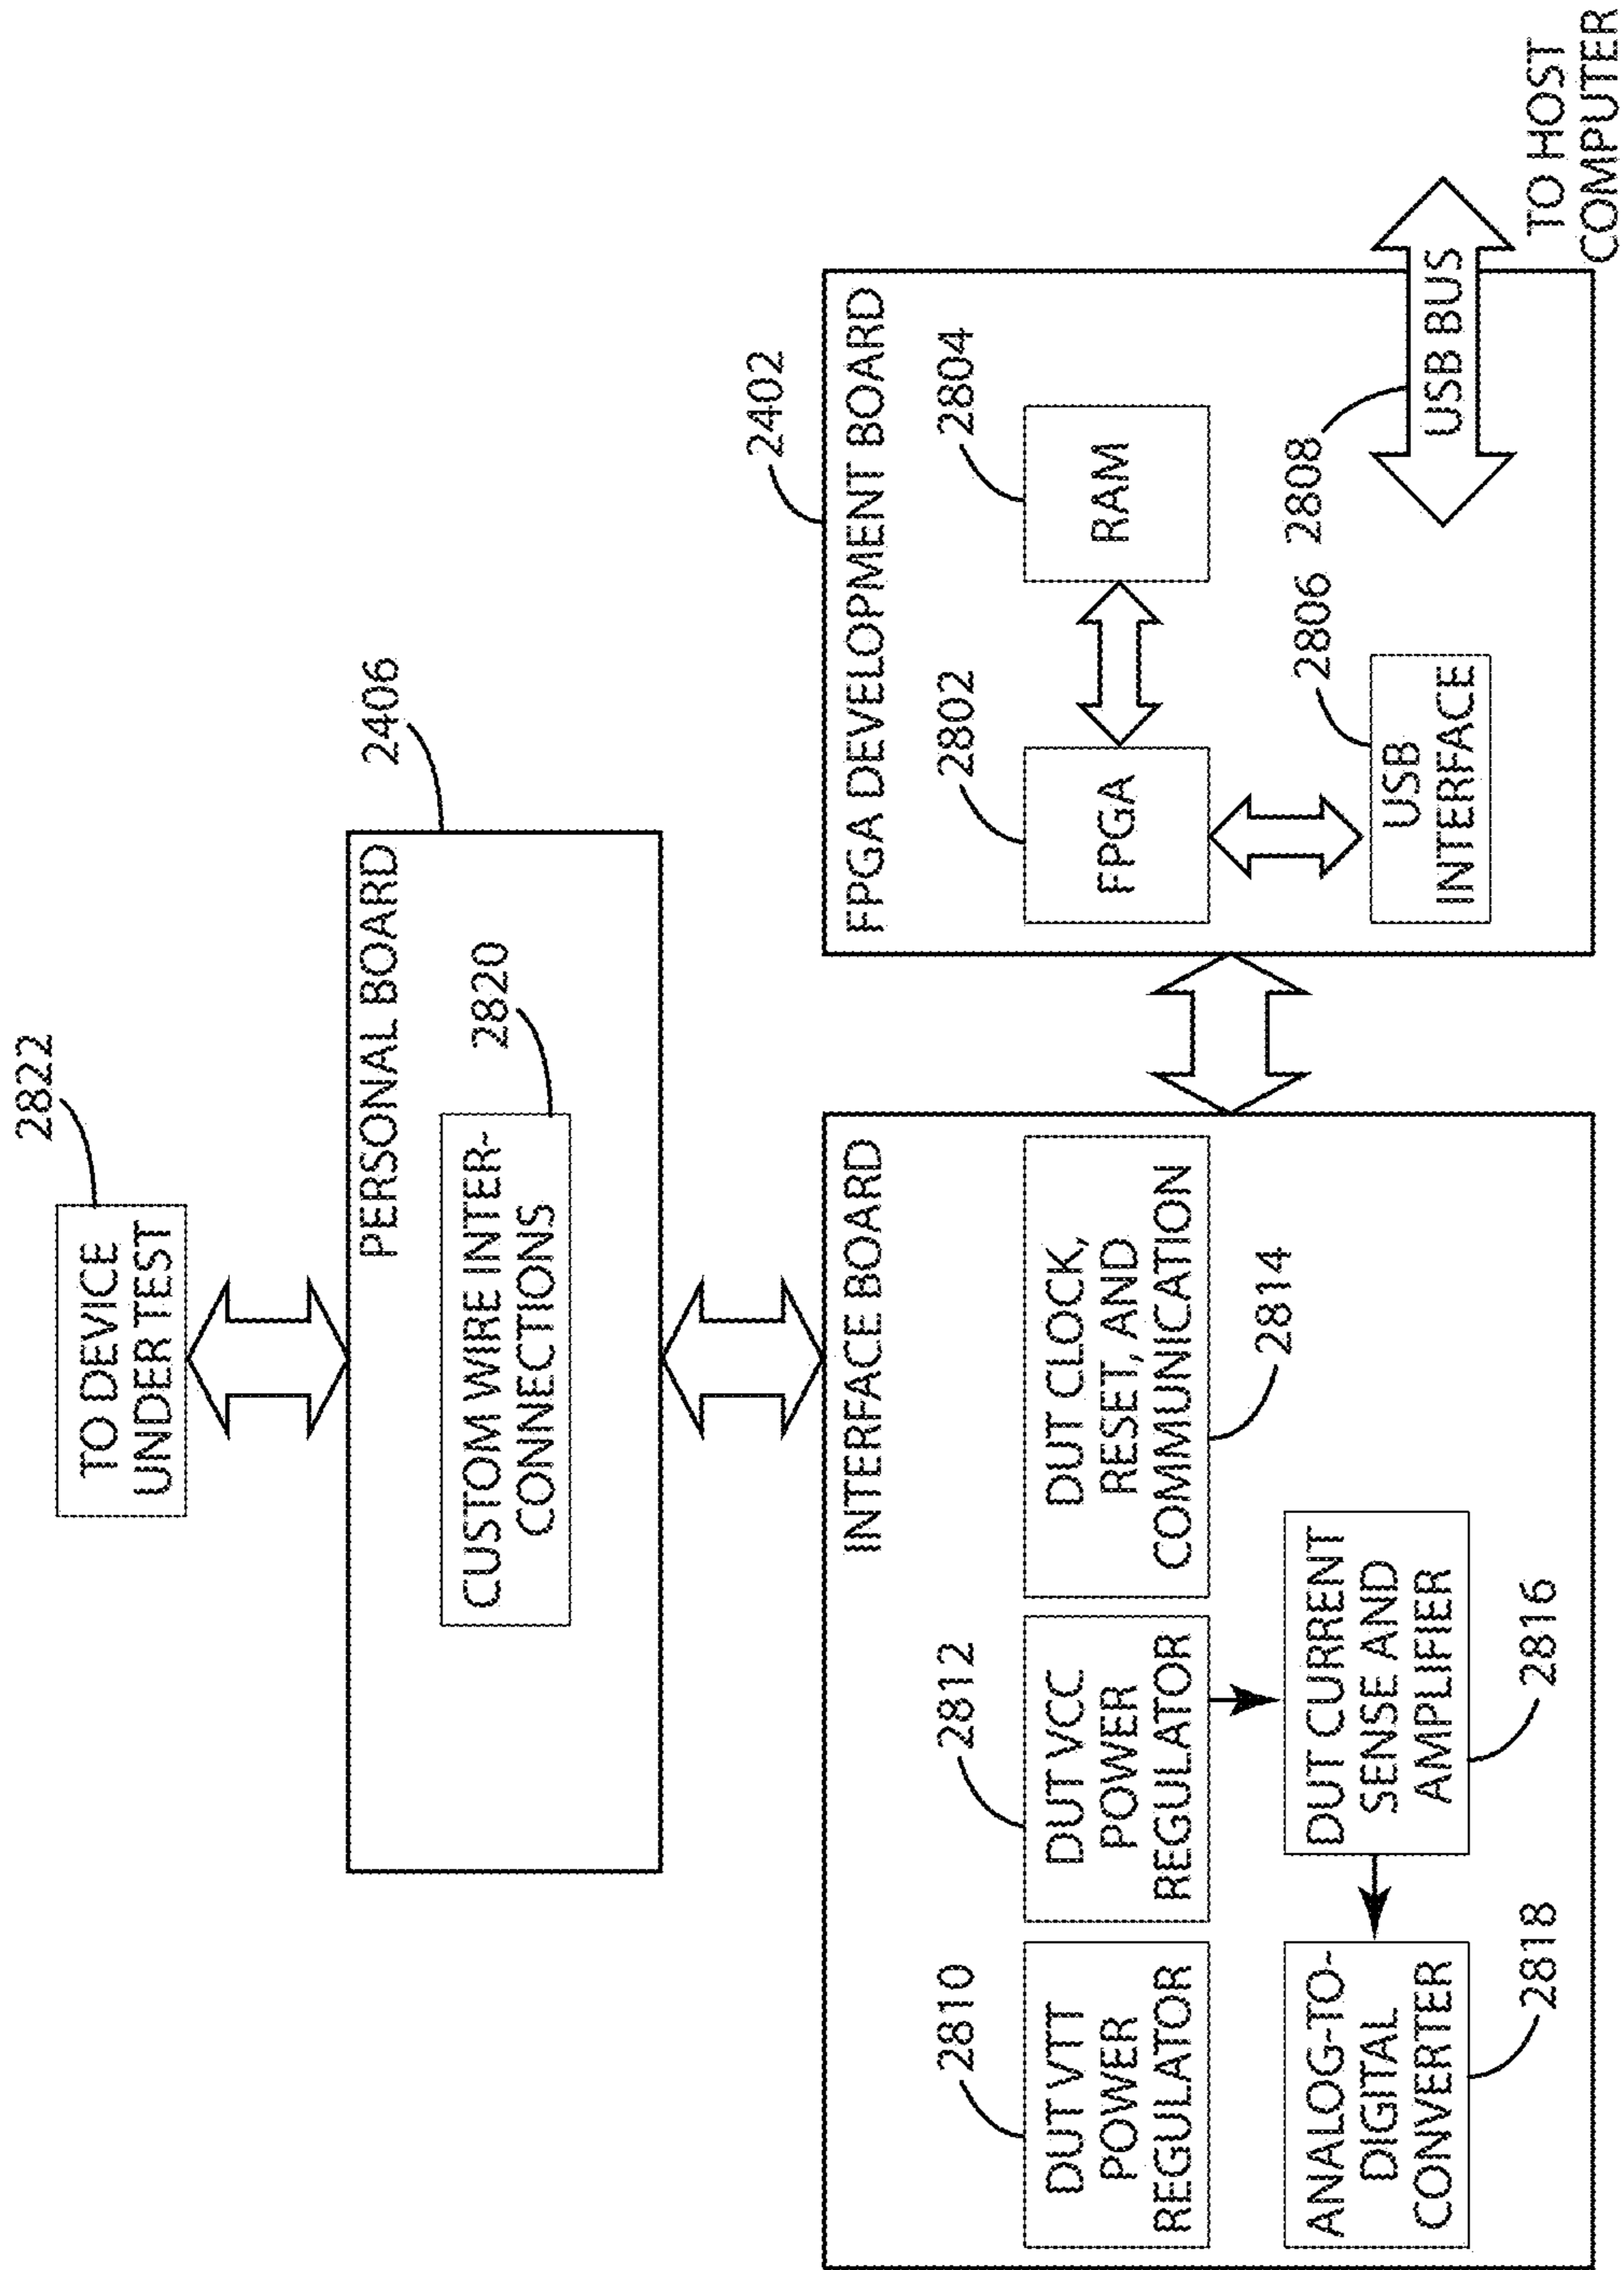 2822
TO DEVICE
UNDER TEST
2406
PERSONAL BOARD
2820
CUSTOM WIRE INTER-
CONNECTIONS
INTERFACE BOARD
2810
DUT VTT
POWER
REGULATOR
2812
DUT VCC
POWER
REGULATOR
DUT CLOCK,
RESET, AND
COMMUNICATION
2814
ANALOG-TO-
DIGITAL
CONVERTER
2818
DUT CURRENT
SENSE AND
AMPLIFIER
2816
2402
FPGA DEVELOPMENT BOARD
2802
FPGA
2804
RAM
2806
USB
INTERFACE
2808
USB BUS
TO HOST
COMPUTER